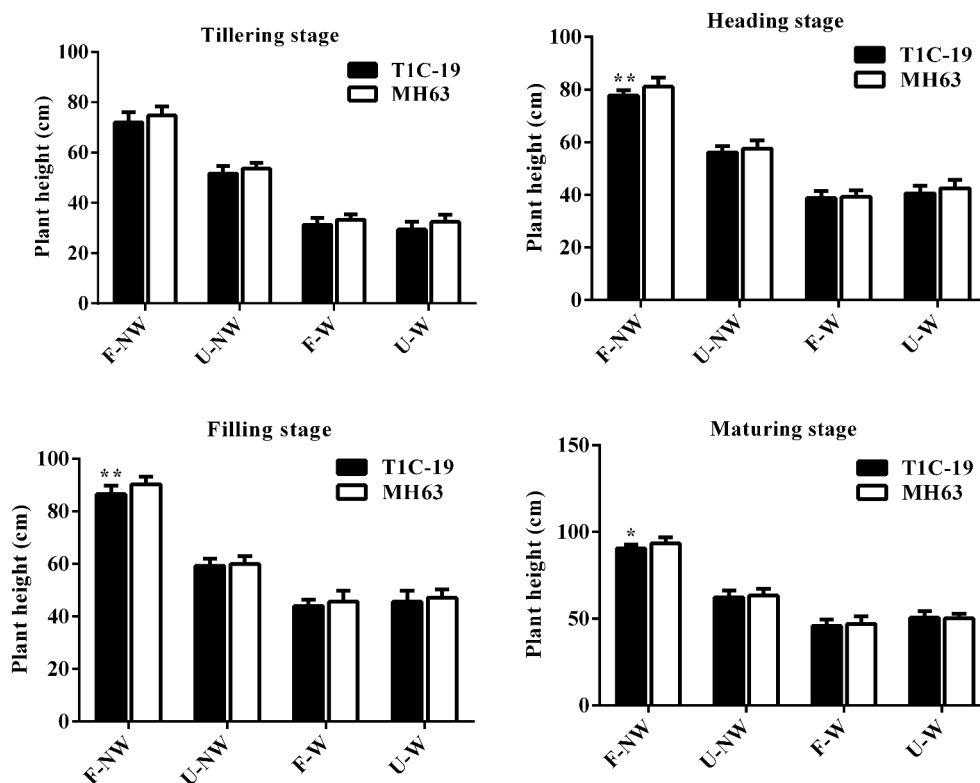 Tillering stage
Plant height (cm)
100
80
60
40
20
0
T1C-19
MH63
F-NW
U-NW
F-W
U-W
Heading stage
Plant height (cm)
100
80
60
40
20
0
**
T1C-19
MH63
F-NW
U-NW
F-W
U-W
Filling stage
Plant height (cm)
100
80
60
40
20
0
**
T1C-19
MH63
F-NW
U-NW
F-W
U-W
Maturing stage
Plant height (cm)
150
100
50
0
*
T1C-19
MH63
F-NW
U-NW
F-W
U-W